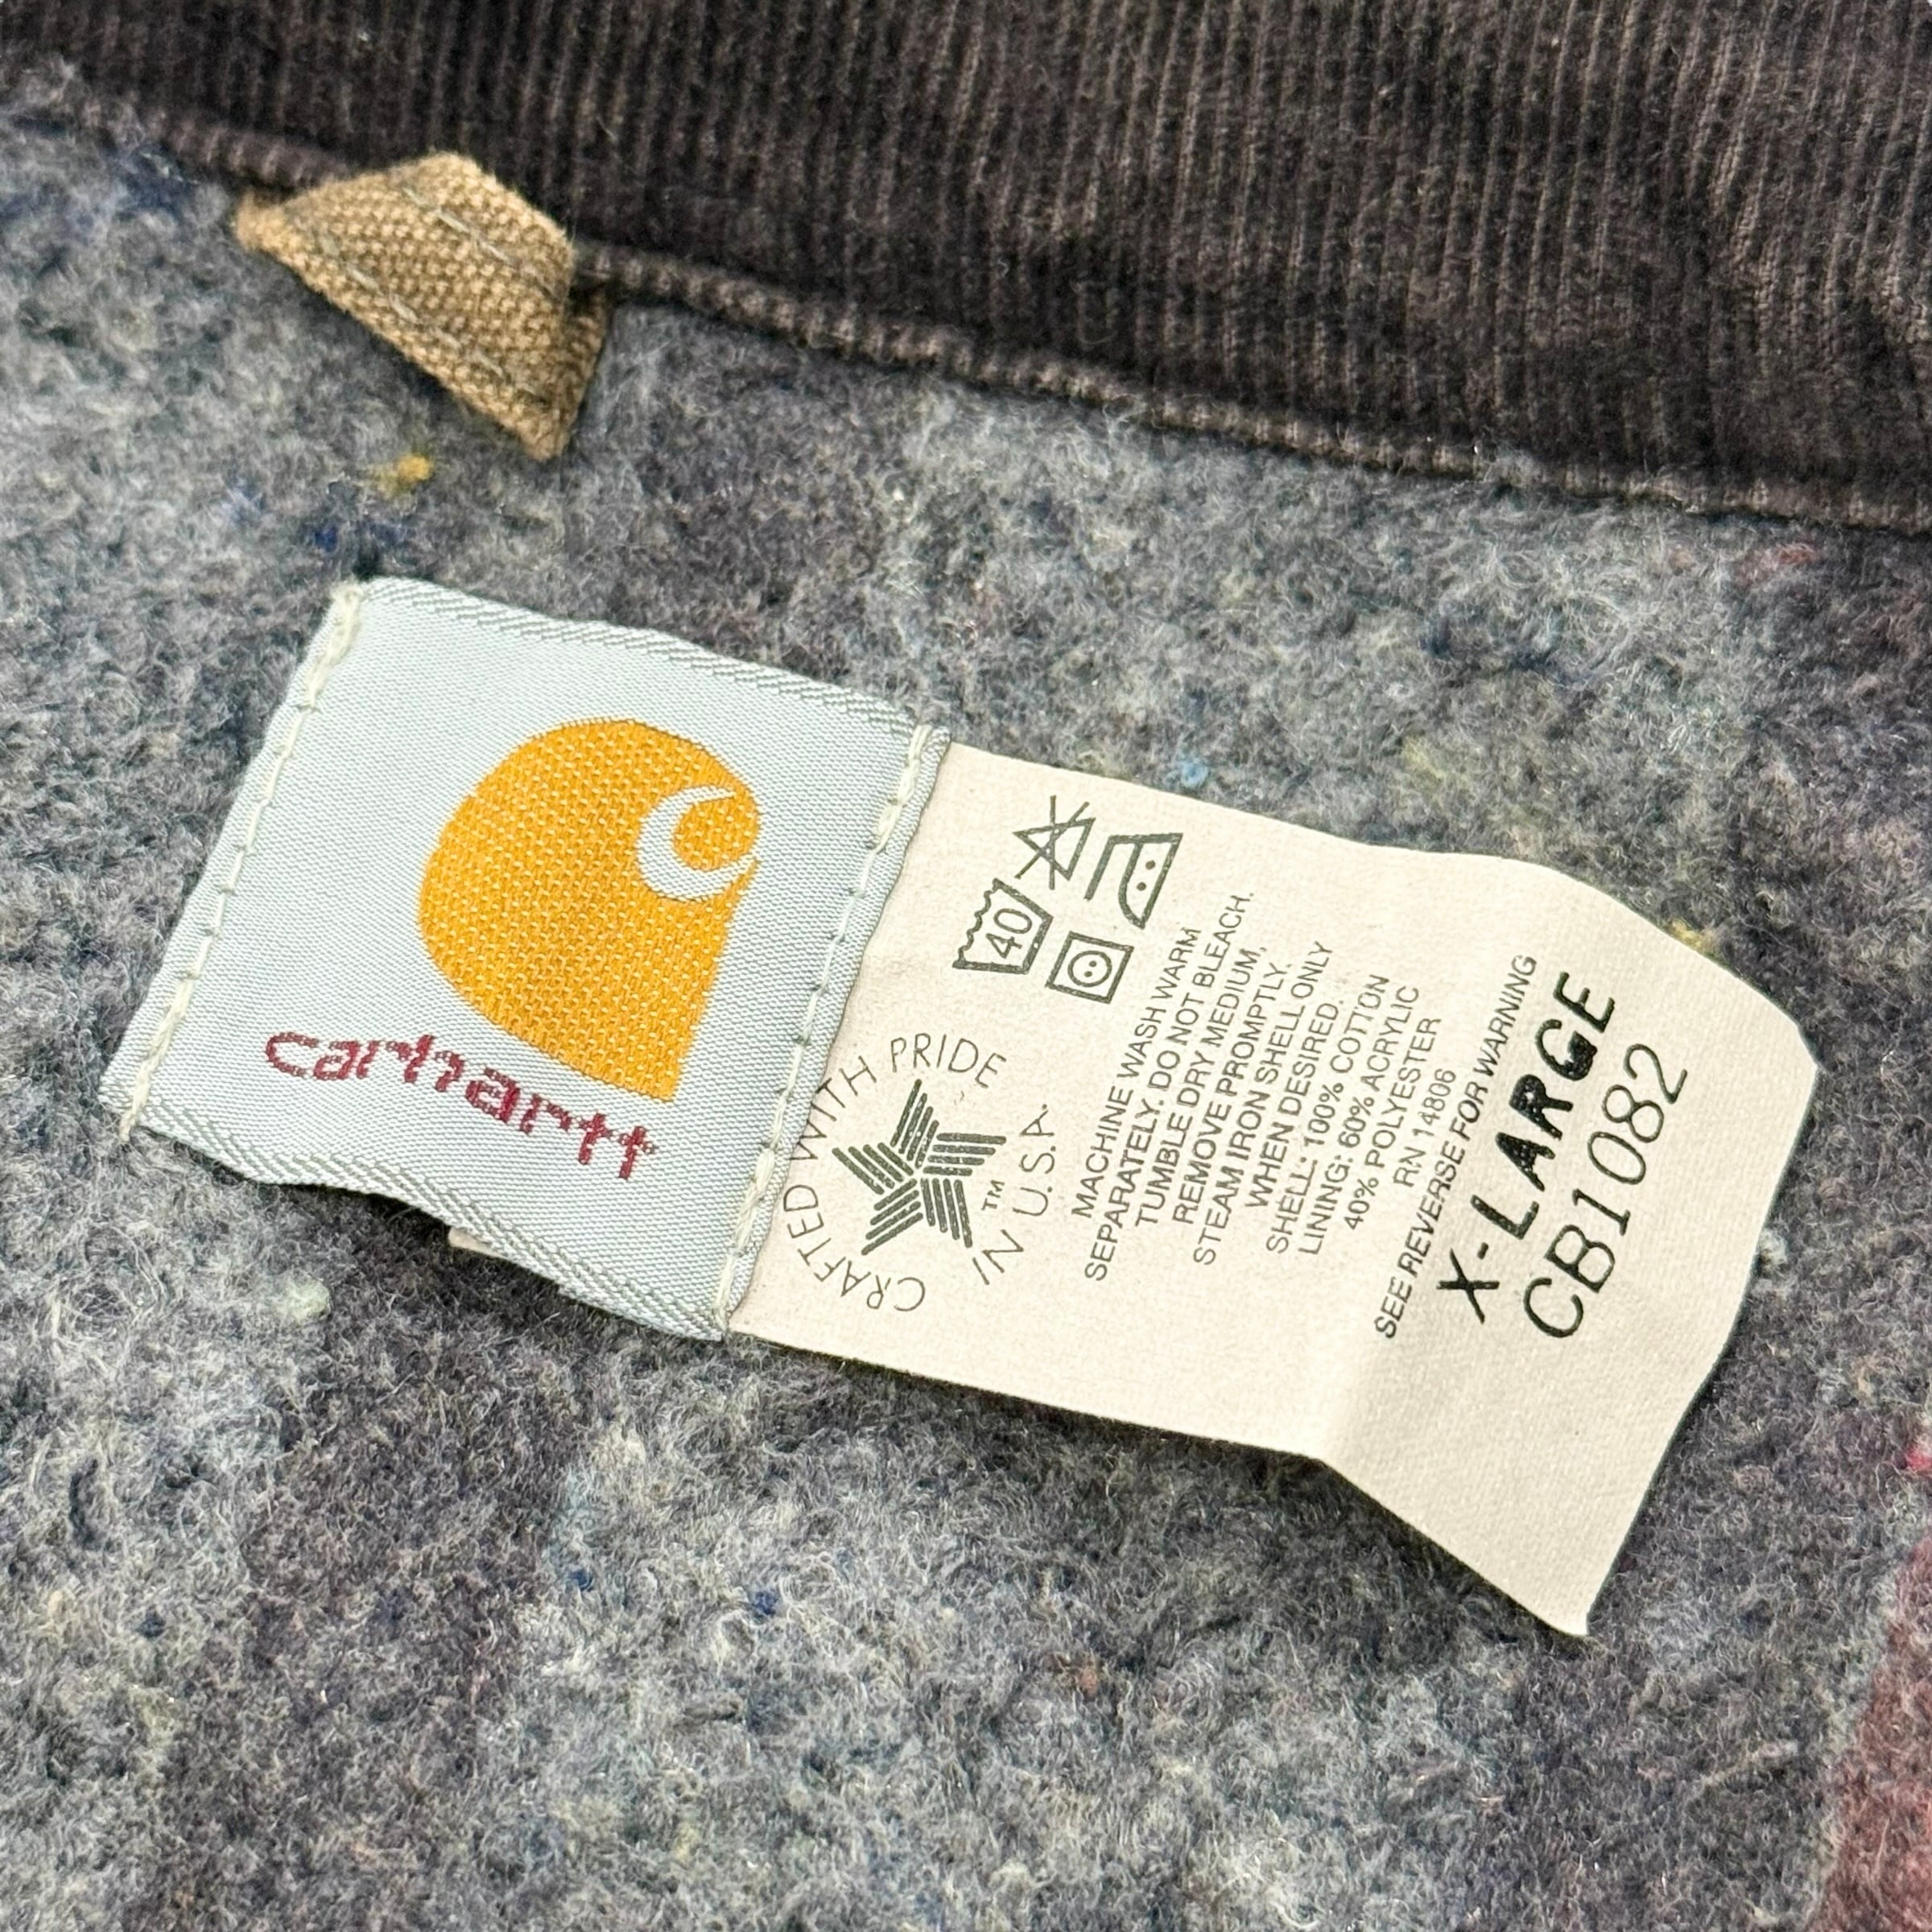 carhartt
40
CRAFTED WITH PRIDE
IN U.S.A.
TM
MACHINE WASH WARM
SEPARATELY. DO NOT BLEACH.
TUMBLE DRY MEDIUM,
REMOVE PROMPTLY.
STEAM IRON SHELL ONLY
WHEN DESIRED.
SHELL: 100% COTTON
LINING: 60% ACRYLIC
40% POLYESTER
RN 14806
SEE REVERSE FOR WARNING
X-LARGE
CB1082